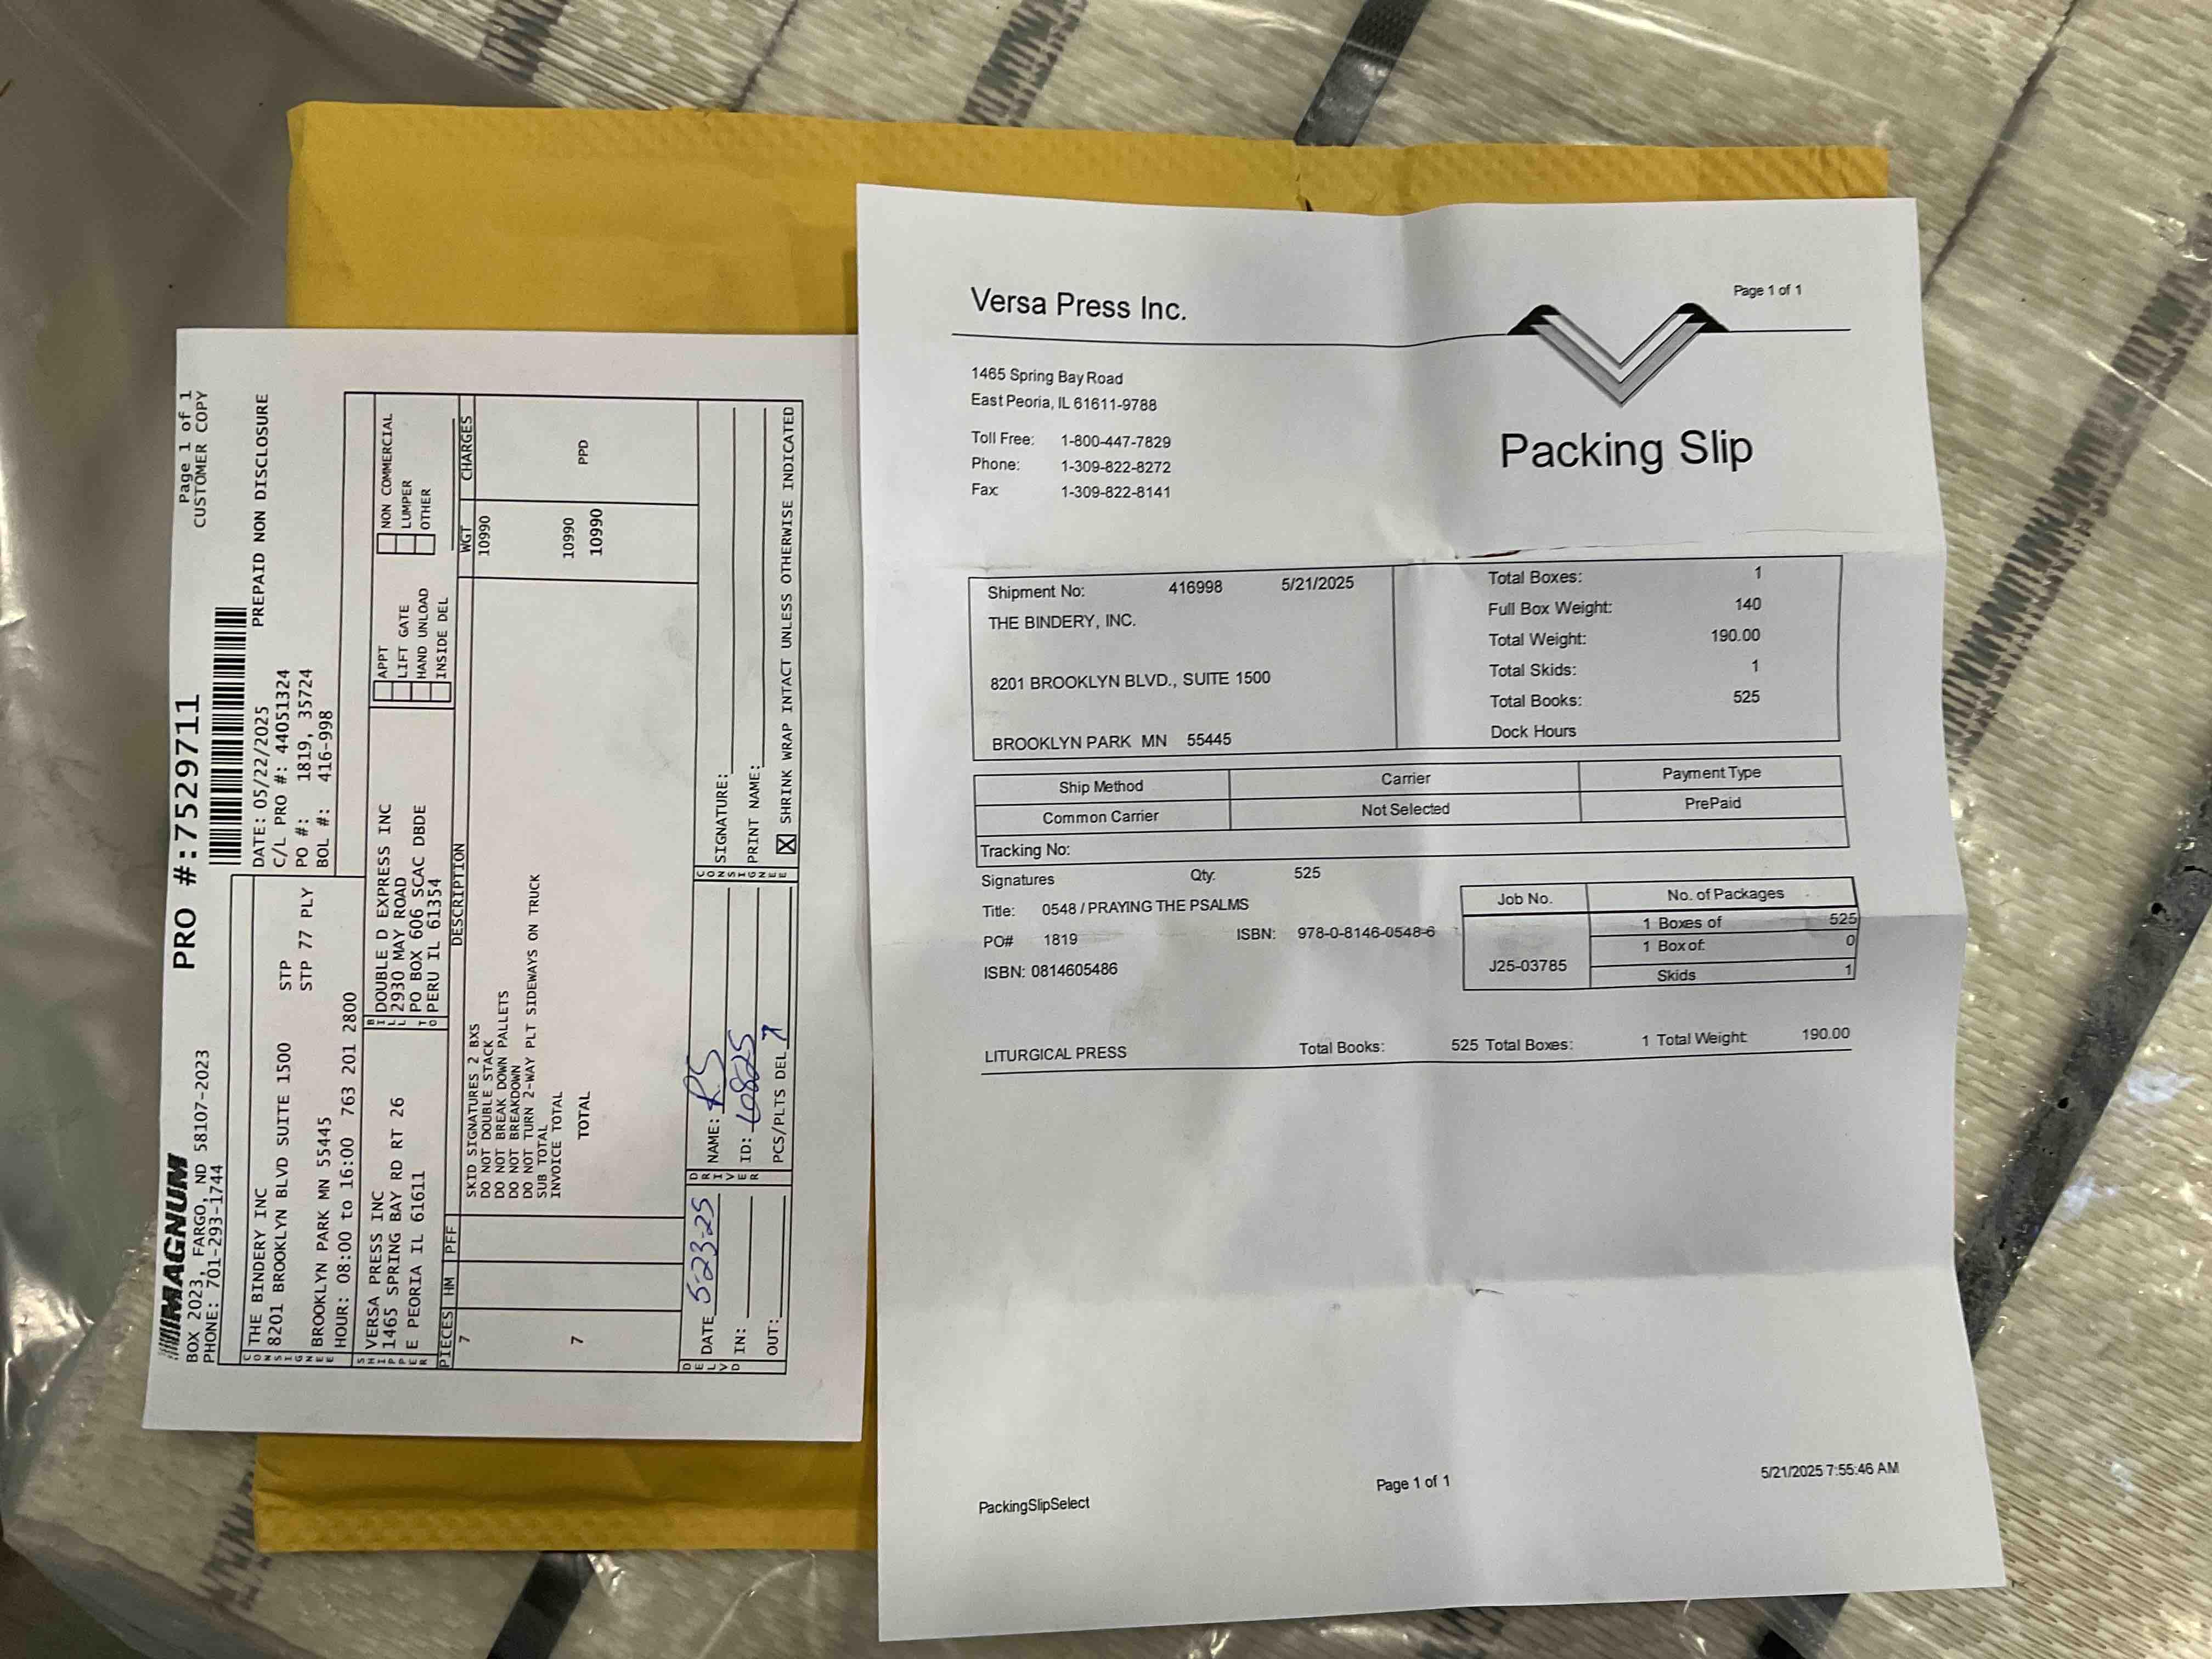 MAGNUM
PRO #:7529711
Page 1 of 1
CUSTOMER COPY
BOX 2023, FARGO, ND 58107-2023
PHONE: 701-293-1744
PREPAID NON DISCLOSURE
CONSIGNEE
THE BINDERY INC
8201 BROOKLYN BLVD SUITE 1500
BROOKLYN PARK MN 55445
HOUR: 08:00 to 16:00 763 201 2800
STP
STP 77 PLY
DATE: 05/22/2025
C/L PRO #: 44051324
PO #: 1819, 35724
BOL #: 416-998
SHIPPER
VERSA PRESS INC
1465 SPRING BAY RD RT 26
E PEORIA IL 61611
BILL TO
DOUBLE D EXPRESS INC
2930 MAY ROAD
PO BOX 606 SCAC DBDE
PERU IL 61354
APPT
LIFT GATE
HAND UNLOAD
INSIDE DEL
NON COMMERCIAL
LUMPER
OTHER
PIECES HM PFF DESCRIPTION WGT CHARGES
7 SKID SIGNATURES 2 BXS 10990
DO NOT DOUBLE STACK
DO NOT BREAK DOWN PALLETS
DO NOT BREAKDOWN
DO NOT TURN 2-WAY PLT SIDEWAYS ON TRUCK
SUB TOTAL
INVOICE TOTAL 10990 PPD
7 TOTAL 10990
DELVD
DATE 5-23-25
IN:
OUT:
DRIVER
NAME: RS
ID: 10825
PCS/PLTS DEL 7
CONSIGNEE
SIGNATURE:
PRINT NAME:
X SHRINK WRAP INTACT UNLESS OTHERWISE INDICATED
Versa Press Inc.
Page 1 of 1
1465 Spring Bay Road
East Peoria, IL 61611-9788
Toll Free: 1-800-447-7829
Phone: 1-309-822-8272
Fax: 1-309-822-8141
Packing Slip
Shipment No: 416998 5/21/2025
THE BINDERY, INC.
8201 BROOKLYN BLVD., SUITE 1500
BROOKLYN PARK MN 55445
Total Boxes: 1
Full Box Weight: 140
Total Weight: 190.00
Total Skids: 1
Total Books: 525
Dock Hours
Ship Method Carrier Payment Type
Common Carrier Not Selected PrePaid
Tracking No:
Signatures Qty: 525
Title: 0548 / PRAYING THE PSALMS
PO# 1819 ISBN: 978-0-8146-0548-6
ISBN: 0814605486
Job No. No. of Packages
J25-03785
1 Boxes of 525
1 Box of: 0
Skids 1
LITURGICAL PRESS Total Books: 525 Total Boxes: 1 Total Weight: 190.00
PackingSlipSelect
Page 1 of 1
5/21/2025 7:55:46 AM